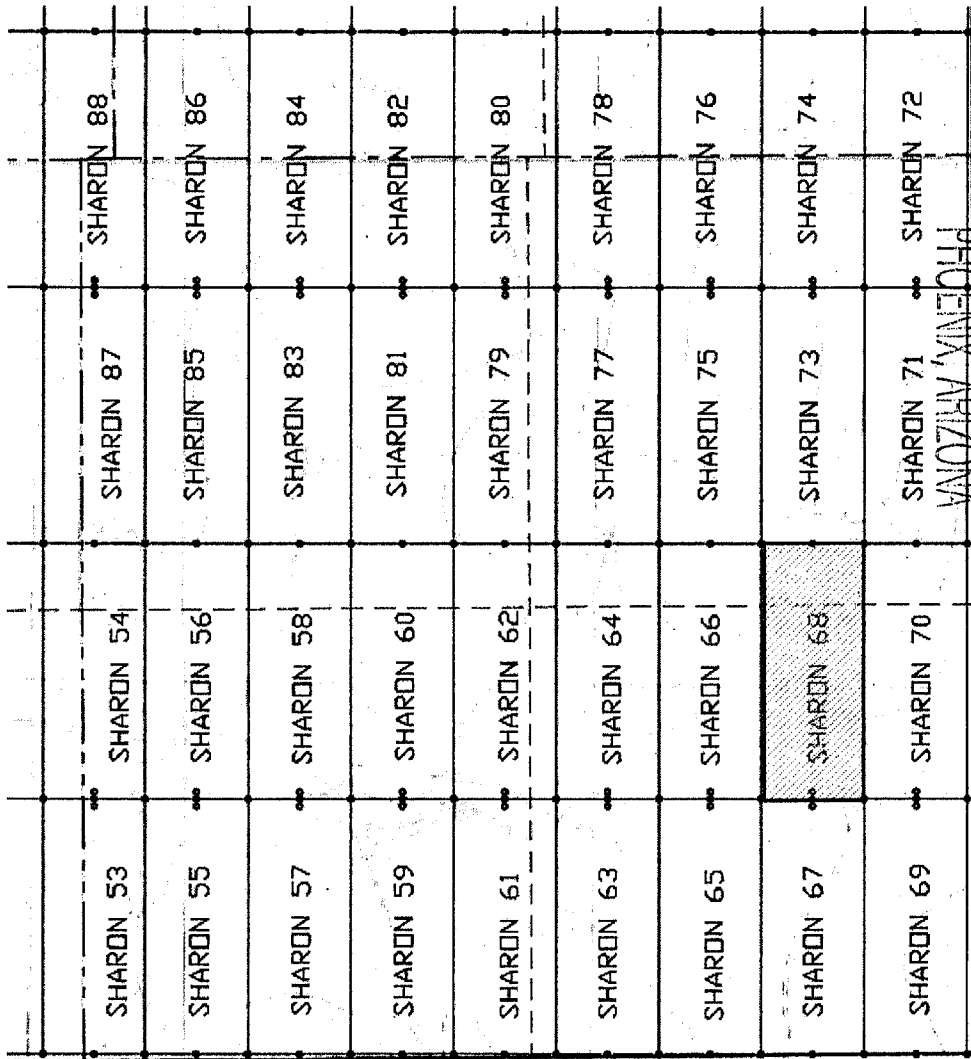 SHARON 88
SHARON 86
SHARON 84
SHARON 82
SHARON 80
SHARON 78
SHARON 76
SHARON 74
SHARON 72
SHARON 87
SHARON 85
SHARON 83
SHARON 81
SHARON 79
SHARON 77
SHARON 75
SHARON 73
SHARON 71
PHOENIX, ARIZONA
SHARON 54
SHARON 56
SHARON 58
SHARON 60
SHARON 62
SHARON 64
SHARON 66
SHARON 68
SHARON 70
SHARON 53
SHARON 55
SHARON 57
SHARON 59
SHARON 61
SHARON 63
SHARON 65
SHARON 67
SHARON 69